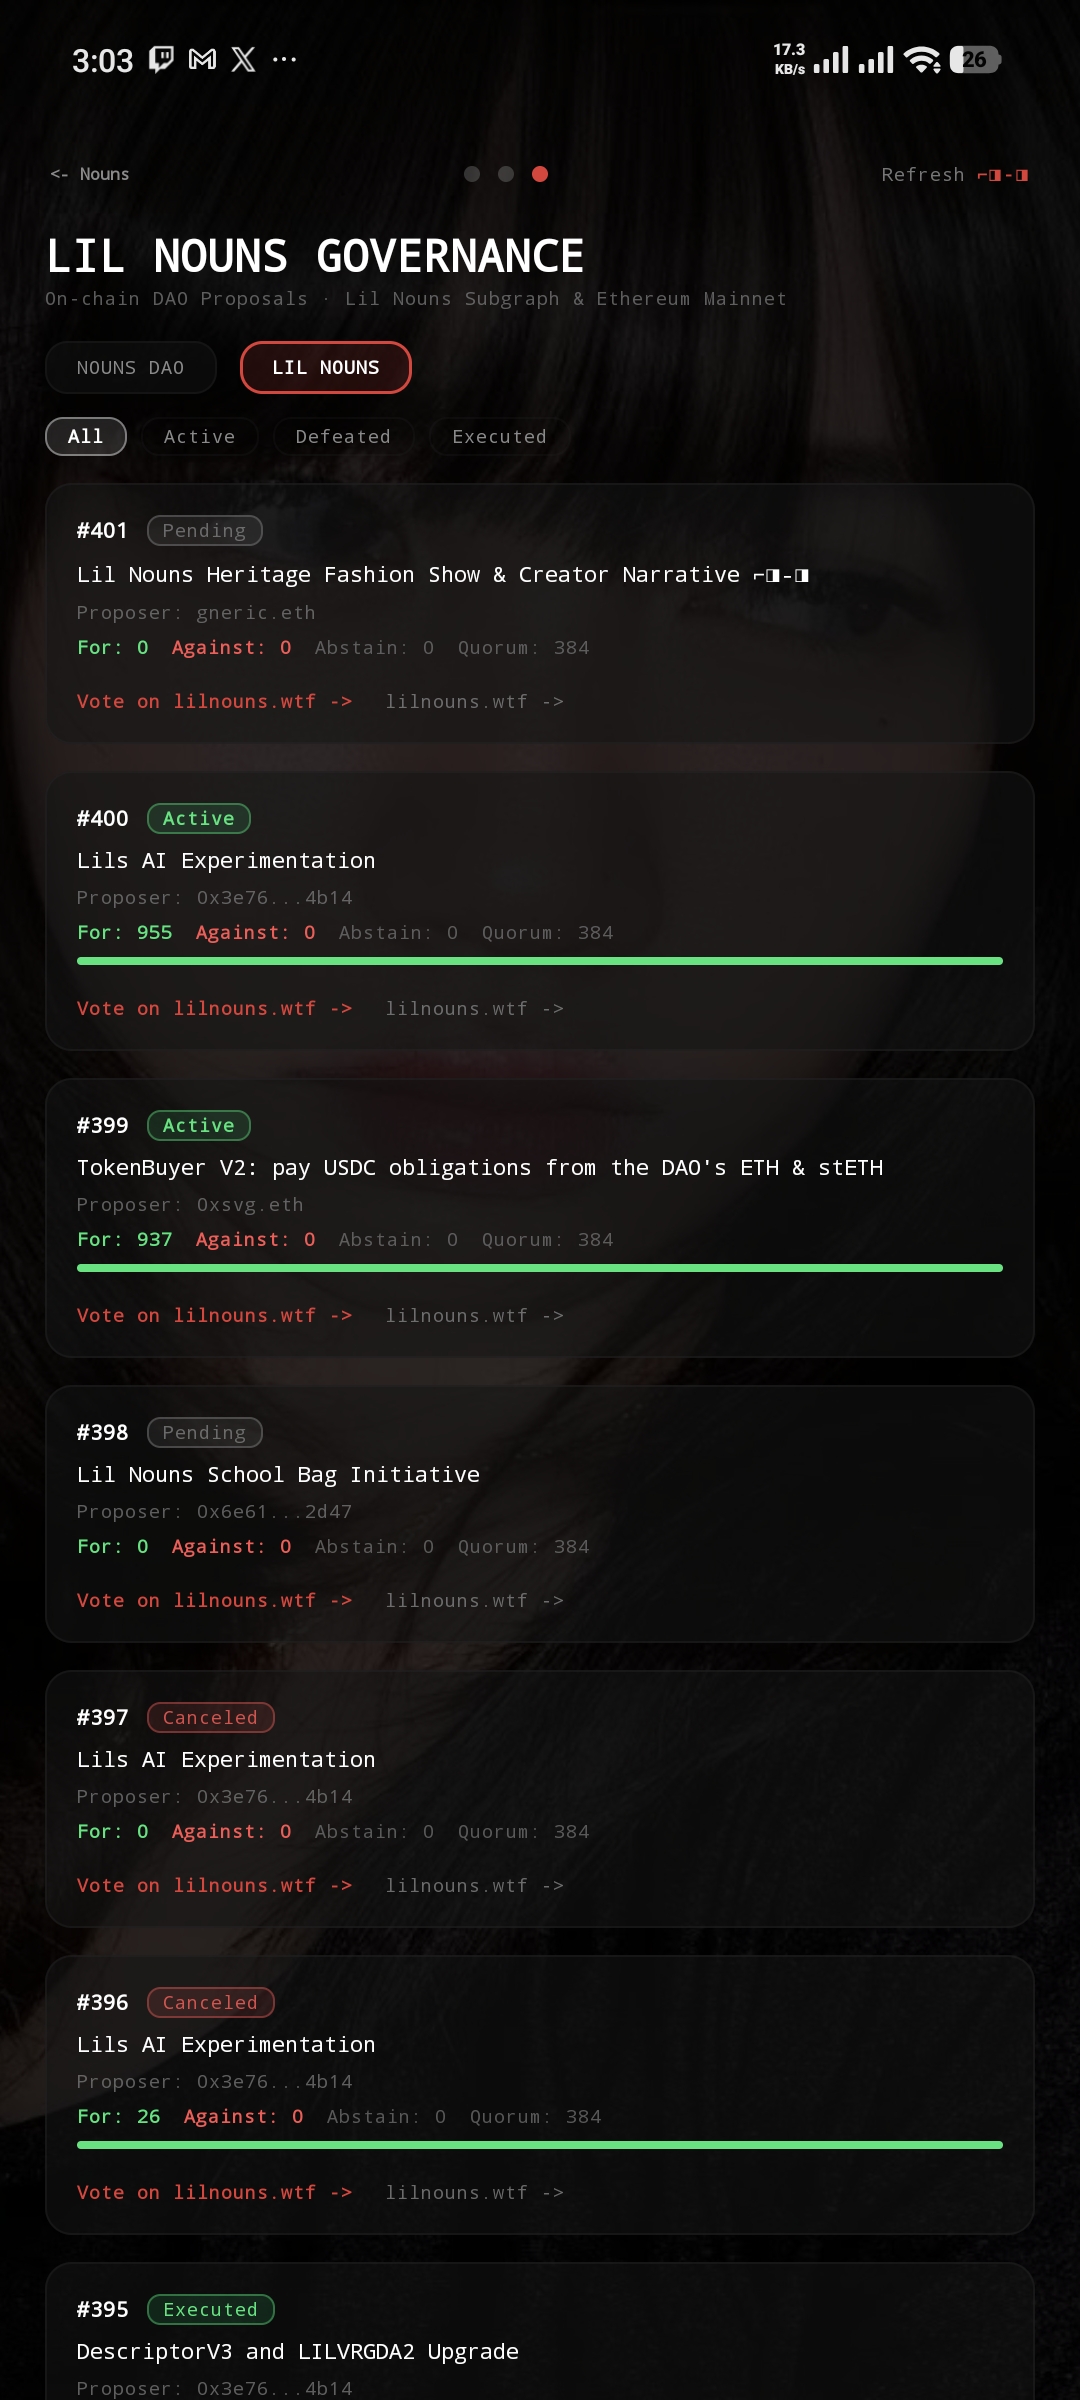 3:03 ... 17.3 KB/s 26
<- Nouns Refresh ⌐◨-◨
LIL NOUNS GOVERNANCE
On-chain DAO Proposals · Lil Nouns Subgraph & Ethereum Mainnet
NOUNS DAO LIL NOUNS
All Active Defeated Executed
#401 Pending
Lil Nouns Heritage Fashion Show & Creator Narrative ⌐◨-◨
Proposer: gneric.eth
For: 0 Against: 0 Abstain: 0 Quorum: 384
Vote on lilnouns.wtf -> lilnouns.wtf ->
#400 Active
Lils AI Experimentation
Proposer: 0x3e76...4b14
For: 955 Against: 0 Abstain: 0 Quorum: 384
Vote on lilnouns.wtf -> lilnouns.wtf ->
#399 Active
TokenBuyer V2: pay USDC obligations from the DAO's ETH & stETH
Proposer: 0xsvg.eth
For: 937 Against: 0 Abstain: 0 Quorum: 384
Vote on lilnouns.wtf -> lilnouns.wtf ->
#398 Pending
Lil Nouns School Bag Initiative
Proposer: 0x6e61...2d47
For: 0 Against: 0 Abstain: 0 Quorum: 384
Vote on lilnouns.wtf -> lilnouns.wtf ->
#397 Canceled
Lils AI Experimentation
Proposer: 0x3e76...4b14
For: 0 Against: 0 Abstain: 0 Quorum: 384
Vote on lilnouns.wtf -> lilnouns.wtf ->
#396 Canceled
Lils AI Experimentation
Proposer: 0x3e76...4b14
For: 26 Against: 0 Abstain: 0 Quorum: 384
Vote on lilnouns.wtf -> lilnouns.wtf ->
#395 Executed
DescriptorV3 and LILVRGDA2 Upgrade
Proposer: 0x3e76...4b14